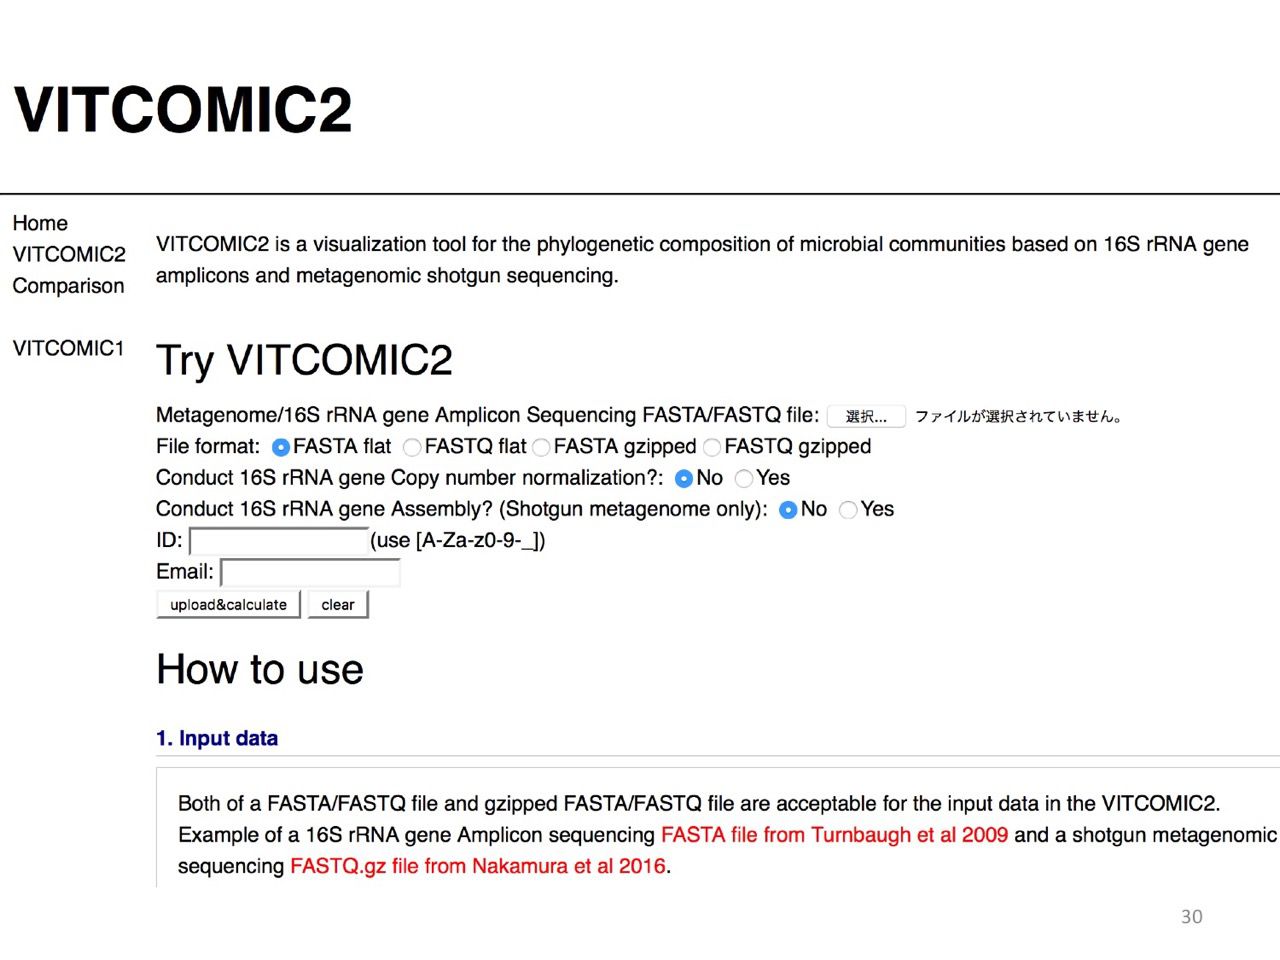 VITCOMIC2
Home
VITCOMIC2
Comparison
VITCOMIC1
VITCOMIC2 is a visualization tool for the phylogenetic composition of microbial communities based on 16S rRNA gene
amplicons and metagenomic shotgun sequencing.
Try VITCOMIC2
Metagenome/16S rRNA gene Amplicon Sequencing FASTA/FASTQ file: 選択... ファイルが選択されていません。
File format: FASTA flat FASTQ flat FASTA gzipped FASTQ gzipped
Conduct 16S rRNA gene Copy number normalization?: No Yes
Conduct 16S rRNA gene Assembly? (Shotgun metagenome only): No Yes
ID: (use [A-Za-z0-9-_])
Email:
upload&calculate clear
How to use
1. Input data
Both of a FASTA/FASTQ file and gzipped FASTA/FASTQ file are acceptable for the input data in the VITCOMIC2.
Example of a 16S rRNA gene Amplicon sequencing FASTA file from Turnbaugh et al 2009 and a shotgun metagenomic
sequencing FASTQ.gz file from Nakamura et al 2016.
30